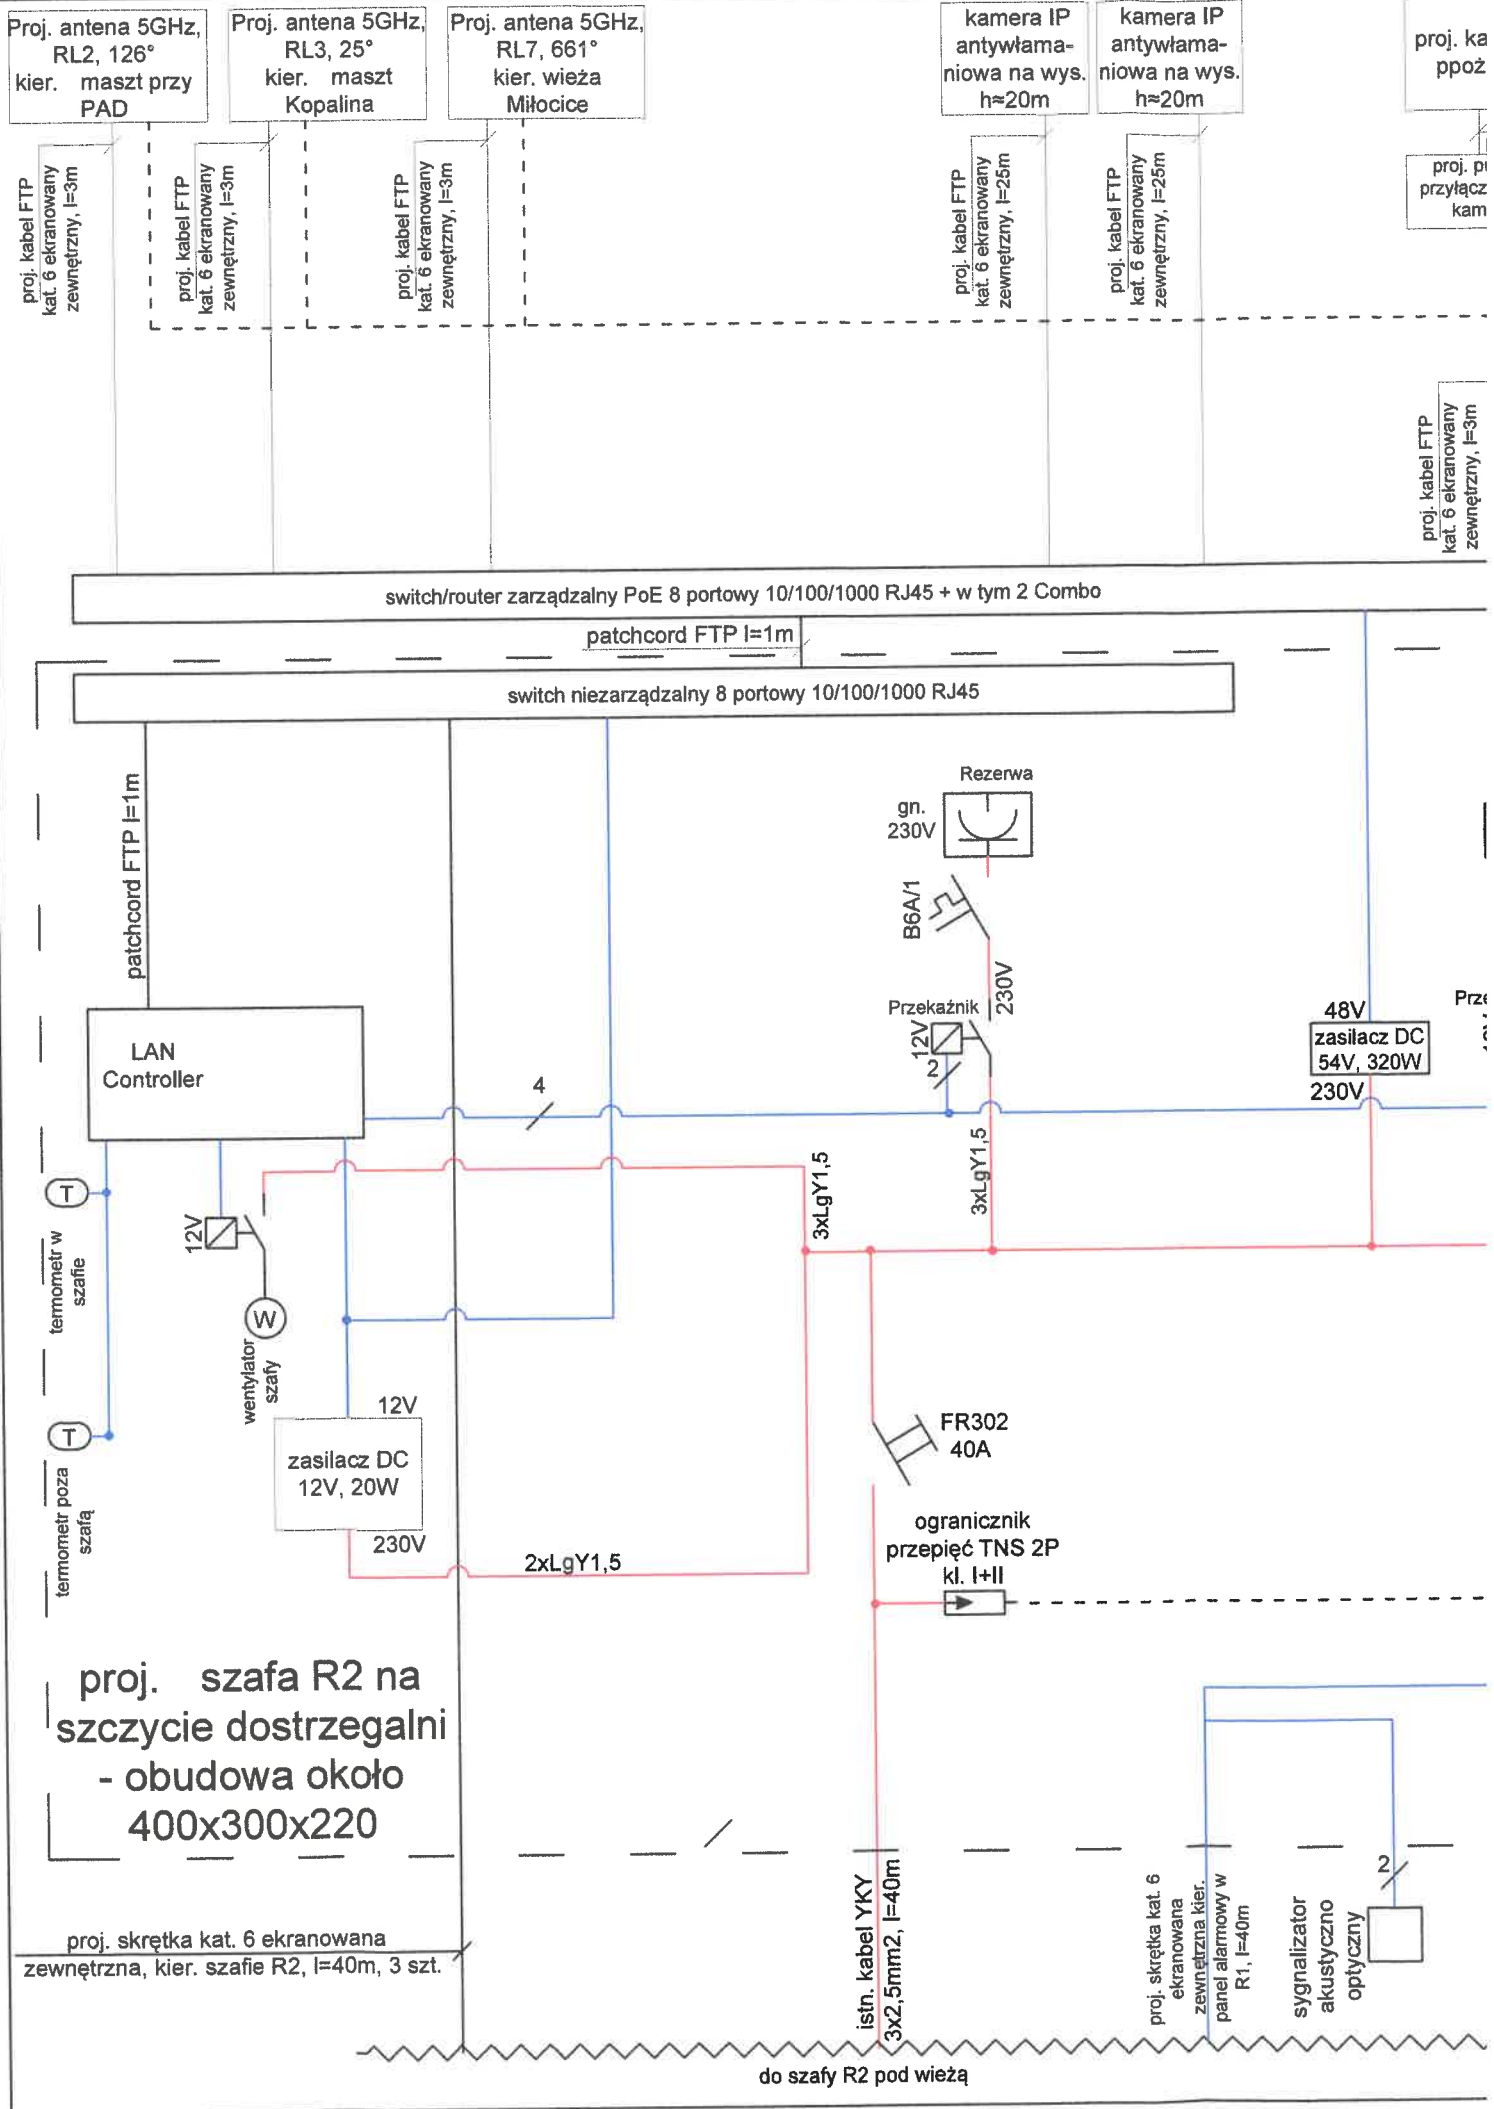 Proj. antena 5GHz,
RL2, 126°
kier. maszt przy
PAD
Proj. antena 5GHz,
RL3, 25°
kier. maszt
Kopalina
Proj. antena 5GHz,
RL7, 661°
kier. wieża
Miłocice
kamera IP
antywłama-
niowa na wys.
h≈20m
kamera IP
antywłama-
niowa na wys.
h≈20m
proj. ka
ppoż
proj. kabel FTP
kat. 6 ekranowany
zewnętrzny, l=3m
proj. kabel FTP
kat. 6 ekranowany
zewnętrzny, l=3m
proj. kabel FTP
kat. 6 ekranowany
zewnętrzny, l=3m
proj. kabel FTP
kat. 6 ekranowany
zewnętrzny, l=25m
proj. kabel FTP
kat. 6 ekranowany
zewnętrzny, l=25m
proj. pu
przyłącz
kam
proj. kabel FTP
kat. 6 ekranowany
zewnętrzny, l=3m
switch/router zarządzalny PoE 8 portowy 10/100/1000 RJ45 + w tym 2 Combo
patchcord FTP l=1m
switch niezarządzalny 8 portowy 10/100/1000 RJ45
patchcord FTP l=1m
Rezerwa
gn.
230V
B6A/1
230V
Przekaźnik
12V
2
LAN
Controller
4
48V
zasilacz DC
54V, 320W
230V
Prze
3xLgY1,5
3xLgY1,5
T
termometr w
szafie
12V
W
wentylator
szafy
T
termometr poza
szafą
12V
zasilacz DC
12V, 20W
230V
2xLgY1,5
FR302
40A
ogranicznik
przepięć TNS 2P
kl. I+II
proj. szafa R2 na
szczycie dostrzegalni
- obudowa około
400x300x220
proj. skrętka kat. 6 ekranowana
zewnętrzna, kier. szafie R2, l=40m, 3 szt.
istn. kabel YKY
3x2,5mm2, l=40m
proj. skrętka kat. 6
ekranowana
zewnętrzna kier.
panel alarmowy w
R1, l=40m
2
sygnalizator
akustyczno
optyczny
do szafy R2 pod wieżą